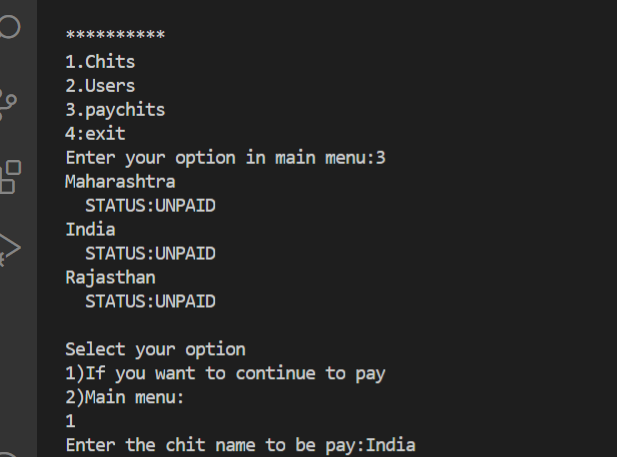 **********
1.Chits
2.Users
3.paychits
4:exit
Enter your option in main menu:3
Maharashtra
STATUS:UNPAID
India
STATUS:UNPAID
Rajasthan
STATUS:UNPAID
Select your option
1)If you want to continue to pay
2)Main menu:
1
Enter the chit name to be pay:India